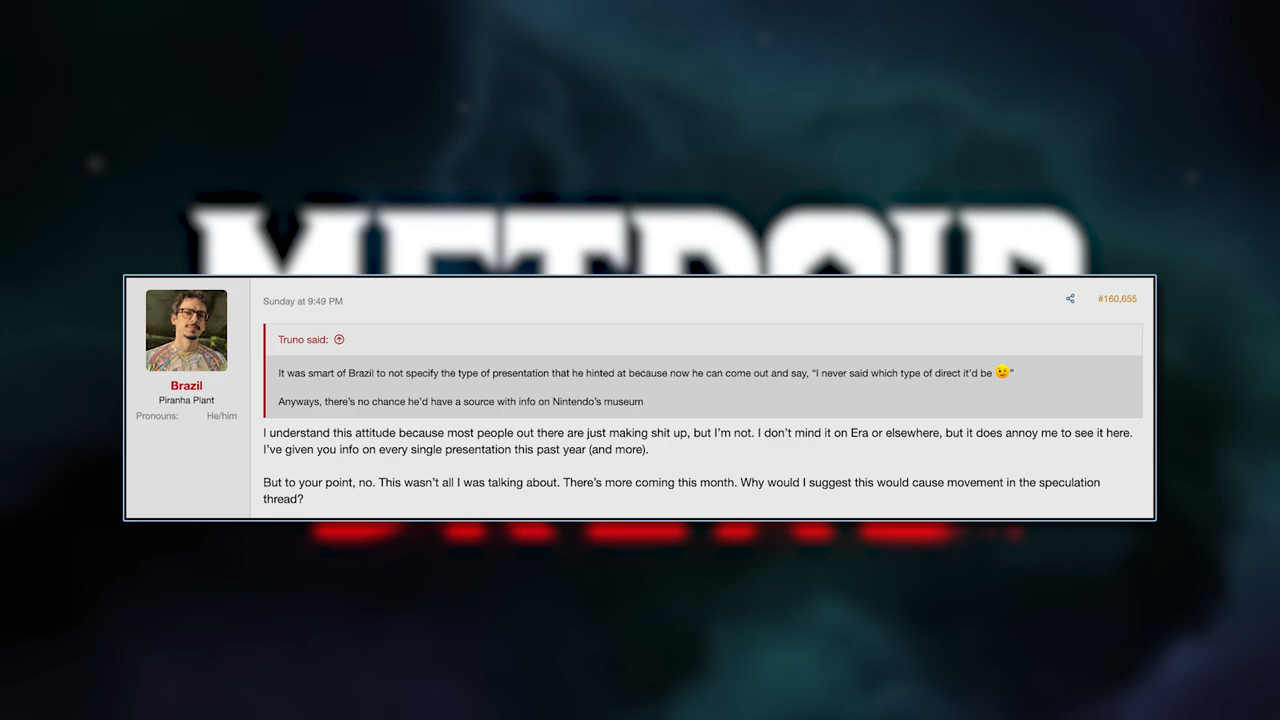 METROID
Sunday at 9:49 PM
#160,655
Truno said:
It was smart of Brazil to not specify the type of presentation that he hinted at because now he can come out and say, “I never said which type of direct it’d be 😉”
Anyways, there’s no chance he’d have a source with info on Nintendo’s museum
Brazil
Piranha Plant
Pronouns: He/him
I understand this attitude because most people out there are just making shit up, but I’m not. I don’t mind it on Era or elsewhere, but it does annoy me to see it here.
I’ve given you info on every single presentation this past year (and more).
But to your point, no. This wasn’t all I was talking about. There’s more coming this month. Why would I suggest this would cause movement in the speculation
thread?